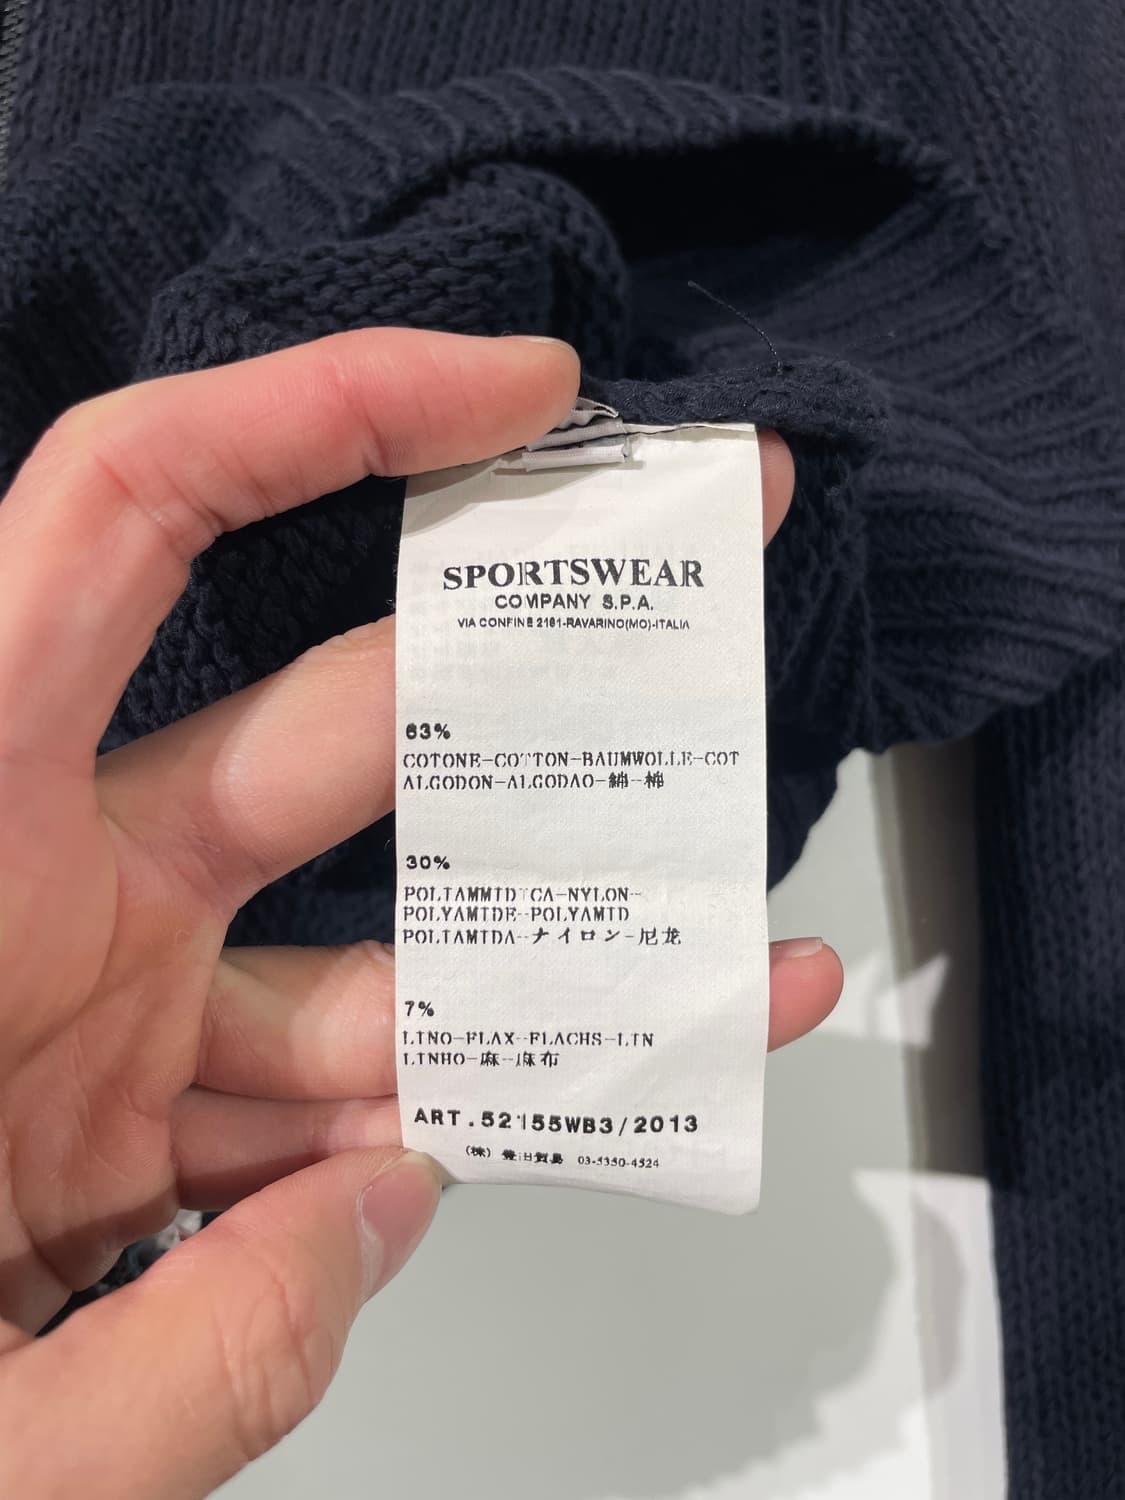 SPORTSWEAR
COMPANY S.P.A.
VIA CONFINE 2161-RAVARINO(MO)-ITALIA
63%
COTONE-COTTON-BAUMWOLLE-COT
ALGODON-ALGODAO-綿-棉
30%
POLIAMMIDICA-NYLON-
POLYAMIDE-POLYAMID
POLIAMIDA-ナイロン-尼龙
7%
LINO-FLAX-FLACHS-LIN
LINHO-麻-麻布
ART.52155WB3/2013
(株) 03-5350-4524